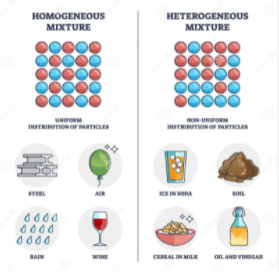 HOMOGENEOUS
MIXTURE
UNIFORM
DISTRIBUTION OF PARTICLES
STEEL
AIR
RAIN
WINE
HETEROGENEOUS
MIXTURE
NON-UNIFORM
DISTRIBUTION OF PARTICLES
ICE IN SODA
SOIL
CEREAL IN MILK
OIL AND VINEGAR